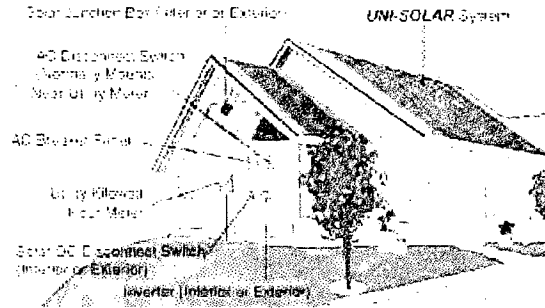 Solar Junction Box (Interior or Exterior)
UNI-SOLAR System
AC Disconnect Switch
(Normally Mounts
Near Utility Meter)
AC Breaker Panel
Utility Kilowatt
Hour Meter
Solar DC Disconnect Switch
(Interior or Exterior)
Inverter (Interior or Exterior)